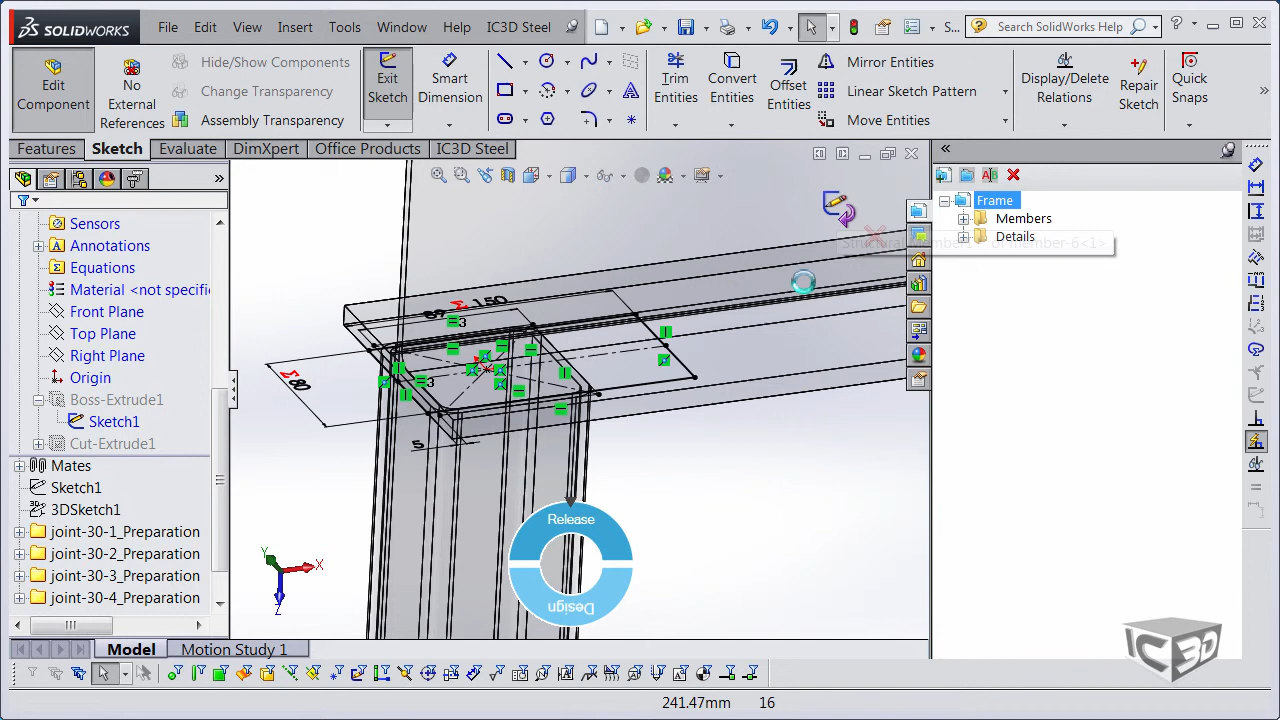 SOLIDWORKS
File
Edit
View
Insert
Tools
Window
Help
IC3D Steel
S...
Search SolidWorks Help
Edit
Component
No
External
References
Hide/Show Components
Change Transparency
Assembly Transparency
Exit
Sketch
Smart
Dimension
Trim
Entities
Convert
Entities
Offset
Entities
Mirror Entities
Linear Sketch Pattern
Move Entities
Display/Delete
Relations
Repair
Sketch
Quick
Snaps
Features
Sketch
Evaluate
DimXpert
Office Products
IC3D Steel
Sensors
Annotations
Equations
Material <not specifi
Front Plane
Top Plane
Right Plane
Origin
Boss-Extrude1
Sketch1
Cut-Extrude1
Mates
Sketch1
3DSketch1
joint-30-1_Preparation
joint-30-2_Preparation
joint-30-3_Preparation
joint-30-4_Preparation
Σ 150
3
Σ 80
3
5
Y
X
Z
Release
Design
Frame
Members
Details
Model
Motion Study 1
241.47mm
16
IC3D